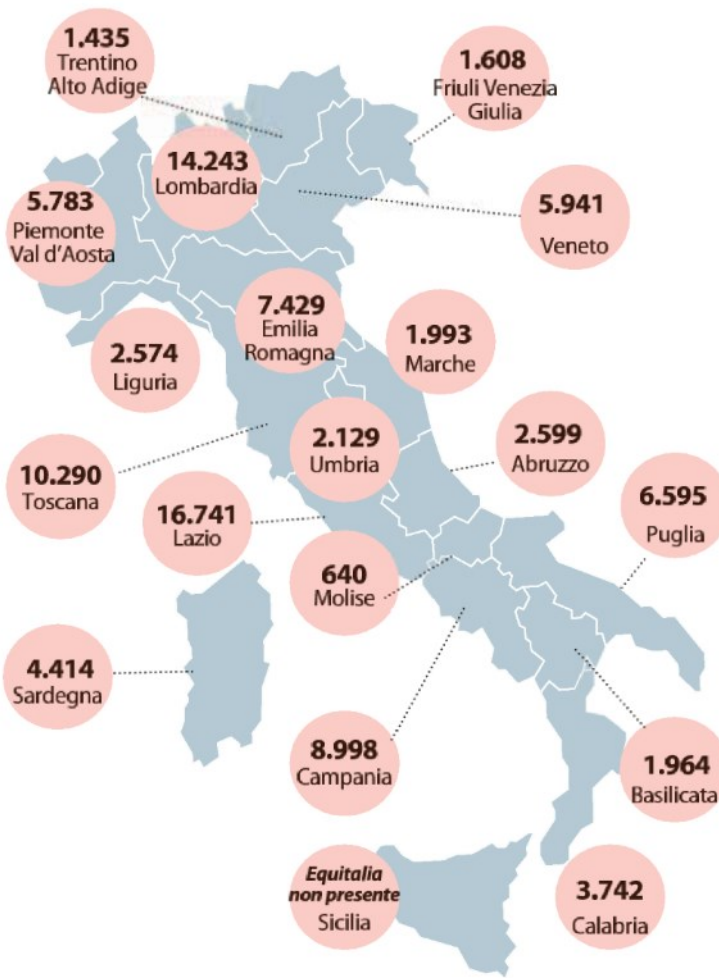 1.435
Trentino
Alto Adige
1.608
Friuli Venezia
Giulia
14.243
Lombardia
5.783
Piemonte
Val d'Aosta
5.941
Veneto
7.429
Emilia
Romagna
1.993
Marche
2.574
Liguria
2.129
Umbria
2.599
Abruzzo
10.290
Toscana
16.741
Lazio
6.595
Puglia
640
Molise
4.414
Sardegna
8.998
Campania
1.964
Basilicata
Equitalia
non presente
Sicilia
3.742
Calabria